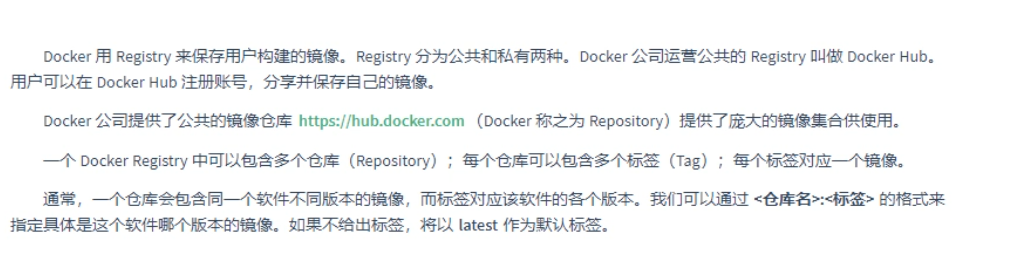 Docker 用 Registry 来保存用户构建的镜像。Registry 分为公共和私有两种。Docker 公司运营公共的 Registry 叫做 Docker Hub。
用户可以在 Docker Hub 注册账号，分享并保存自己的镜像。
Docker 公司提供了公共的镜像仓库 https://hub.docker.com （Docker 称之为 Repository）提供了庞大的镜像集合供使用。
一个 Docker Registry 中可以包含多个仓库（Repository）；每个仓库可以包含多个标签（Tag）；每个标签对应一个镜像。
通常，一个仓库会包含同一个软件不同版本的镜像，而标签对应该软件的各个版本。我们可以通过 <仓库名>:<标签> 的格式来
指定具体是这个软件哪个版本的镜像。如果不给出标签，将以 latest 作为默认标签。